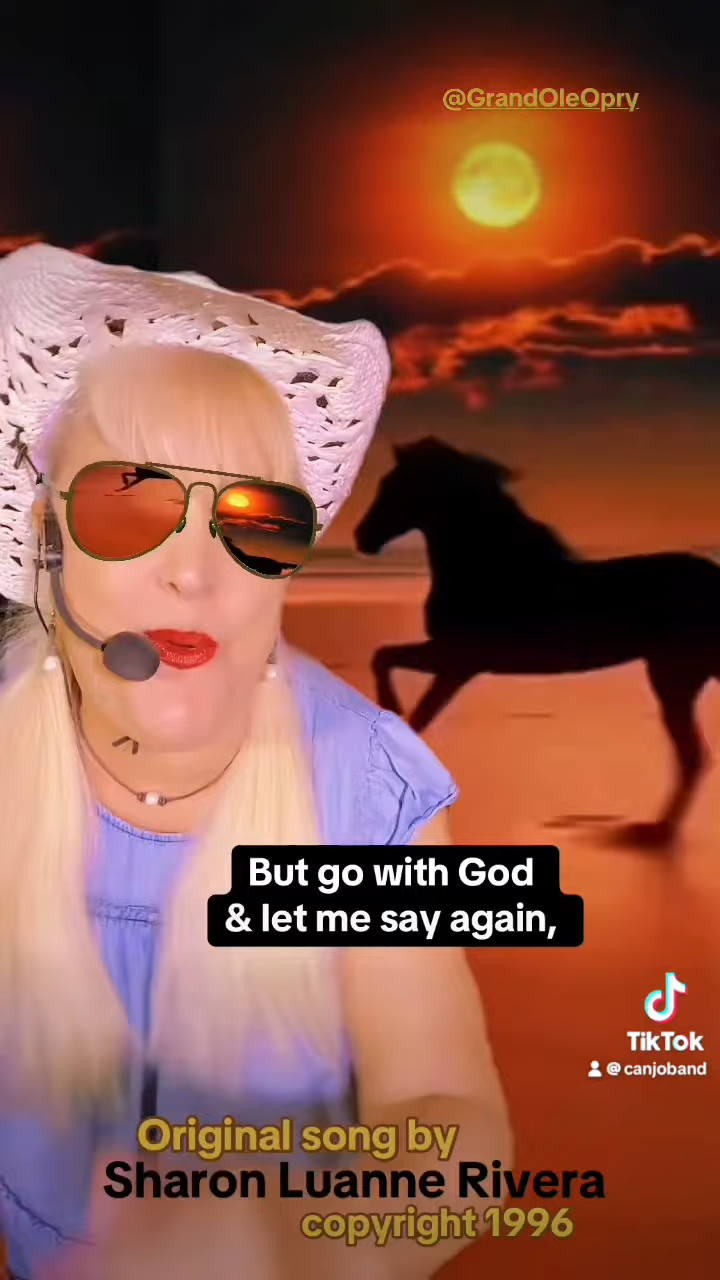 @GrandOleOpry
But go with God
& let me say again,
TikTok
@canjoband
Original song by
Sharon Luanne Rivera
copyright 1996